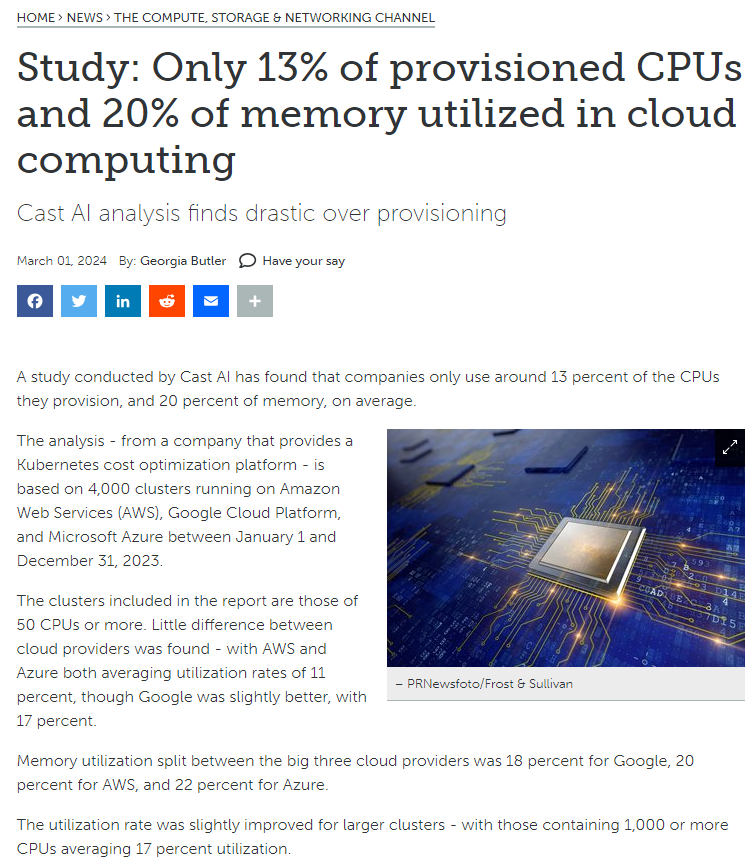 HOME > NEWS > THE COMPUTE, STORAGE & NETWORKING CHANNEL
Study: Only 13% of provisioned CPUs
and 20% of memory utilized in cloud
computing
Cast AI analysis finds drastic over provisioning
March 01, 2024 By: Georgia Butler Have your say
A study conducted by Cast AI has found that companies only use around 13 percent of the CPUs
they provision, and 20 percent of memory, on average.
The analysis - from a company that provides a
Kubernetes cost optimization platform - is
based on 4,000 clusters running on Amazon
Web Services (AWS), Google Cloud Platform,
and Microsoft Azure between January 1 and
December 31, 2023.
The clusters included in the report are those of
50 CPUs or more. Little difference between
cloud providers was found - with AWS and
Azure both averaging utilization rates of 11
percent, though Google was slightly better, with
17 percent.
– PRNewsfoto/Frost & Sullivan
Memory utilization split between the big three cloud providers was 18 percent for Google, 20
percent for AWS, and 22 percent for Azure.
The utilization rate was slightly improved for larger clusters - with those containing 1,000 or more
CPUs averaging 17 percent utilization.